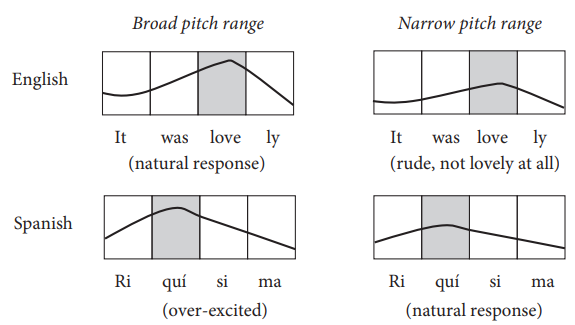 Broad pitch range Narrow pitch range
English
It was love ly It was love ly
(natural response) (rude, not lovely at all)
Spanish
Ri quí si ma Ri quí si ma
(over-excited) (natural response)